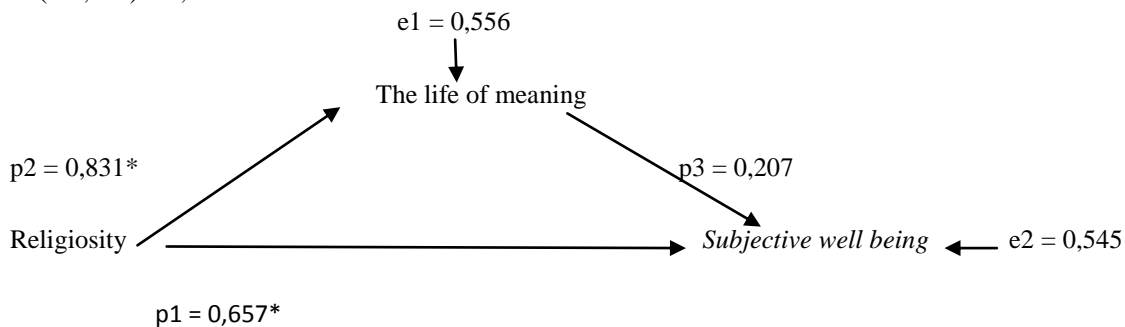 e1 = 0,556
The life of meaning
p2 = 0,831*
p3 = 0,207
Religiosity
Subjective well being
e2 = 0,545
p1 = 0,657*